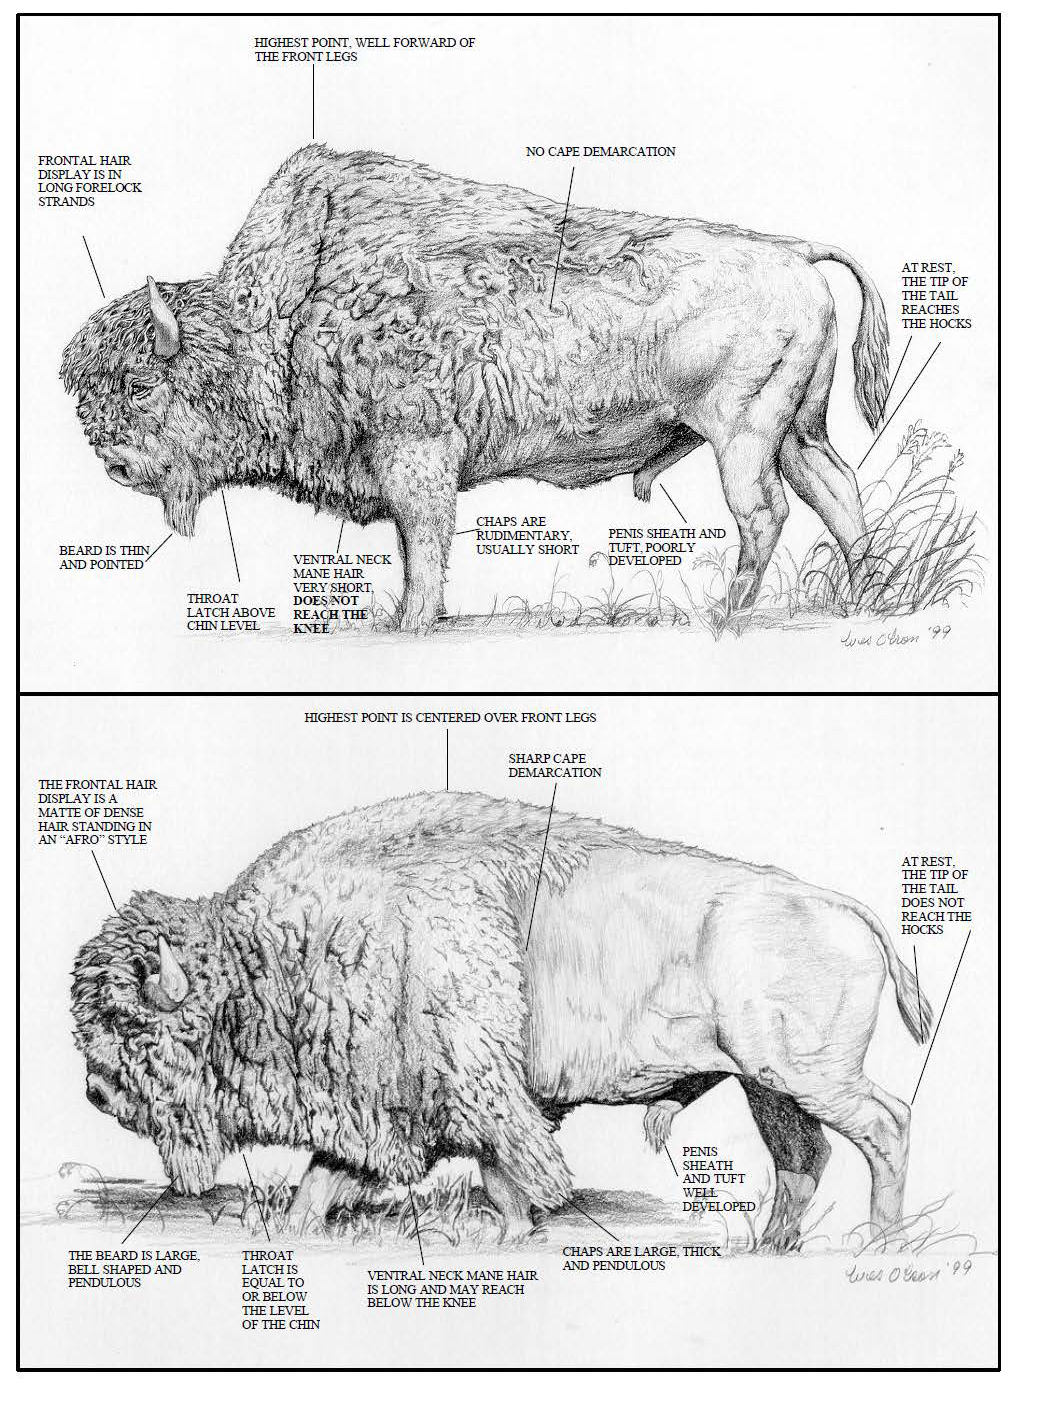 HIGHEST POINT, WELL FORWARD OF
THE FRONT LEGS
NO CAPE DEMARCATION
FRONTAL HAIR
DISPLAY IS IN
LONG FORELOCK
STRANDS
AT REST,
THE TIP OF
THE TAIL
REACHES
THE HOCKS
BEARD IS THIN
AND POINTED
THROAT
LATCH ABOVE
CHIN LEVEL
VENTRAL NECK
MANE HAIR
VERY SHORT,
DOES NOT
REACH THE
KNEE
CHAPS ARE
RUDIMENTARY,
USUALLY SHORT
PENIS SHEATH AND
TUFT, POORLY
DEVELOPED
Wes Olson '99
HIGHEST POINT IS CENTERED OVER FRONT LEGS
SHARP CAPE
DEMARCATION
THE FRONTAL HAIR
DISPLAY IS A
MATTE OF DENSE
HAIR STANDING IN
AN “AFRO” STYLE
AT REST,
THE TIP OF
THE TAIL
DOES NOT
REACH THE
HOCKS
PENIS
SHEATH
AND TUFT
WELL
DEVELOPED
THE BEARD IS LARGE,
BELL SHAPED AND
PENDULOUS
THROAT
LATCH IS
EQUAL TO
OR BELOW
THE LEVEL
OF THE CHIN
VENTRAL NECK MANE HAIR
IS LONG AND MAY REACH
BELOW THE KNEE
CHAPS ARE LARGE, THICK
AND PENDULOUS
Wes Olson '99